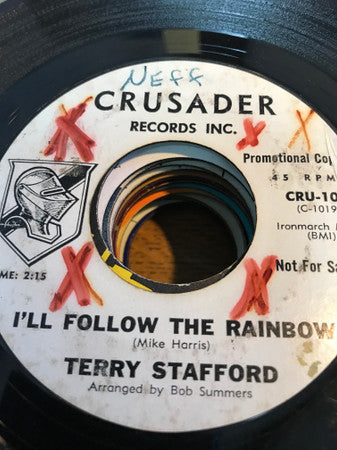 Neff
CRUSADER
RECORDS INC.
Promotional Cop
45 RPM
CRU-10
(C-1019
Ironmarch
(BMI)
Not For Sa
ME: 2:15
I'LL FOLLOW THE RAINBOW
(Mike Harris)
TERRY STAFFORD
Arranged by Bob Summers